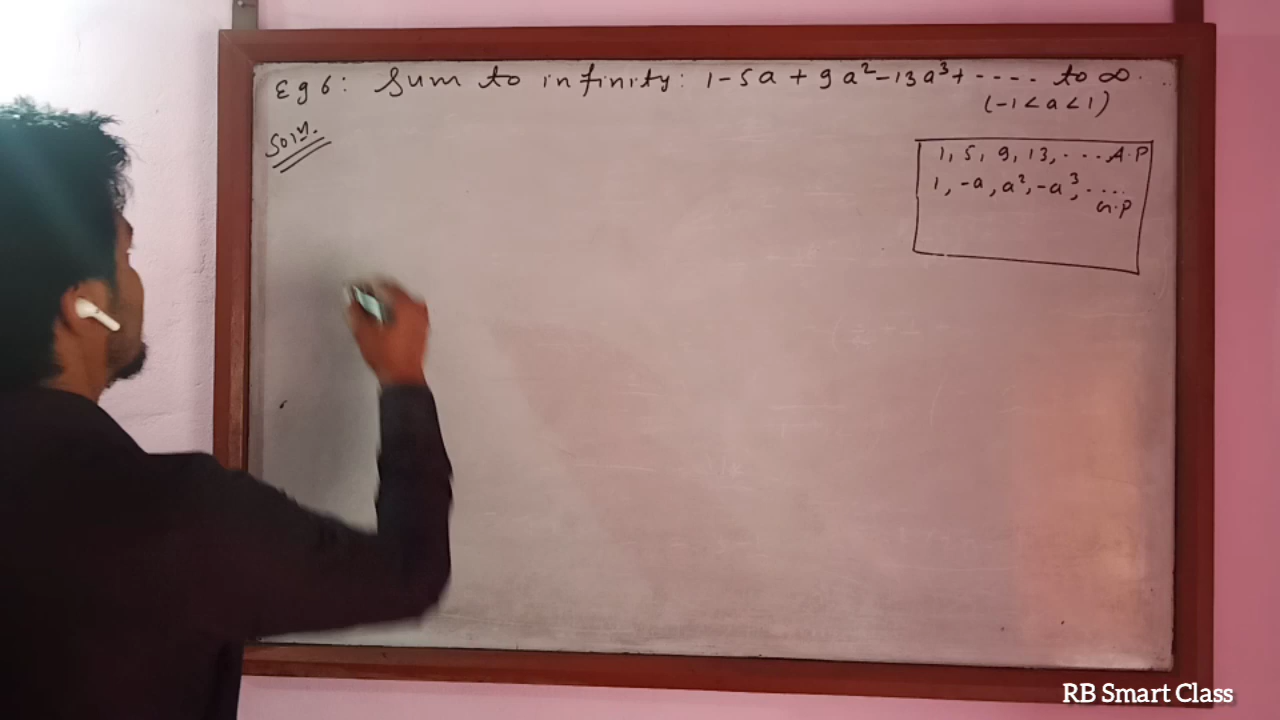 Eg 6: Sum to infinity: 1-5a + 9a²-13a³+ ---- to ∞.
(-1<a<1)
Soln.
1, 5, 9, 13, .... A.P
1, -a, a², -a³, ....
G.P
RB Smart Class